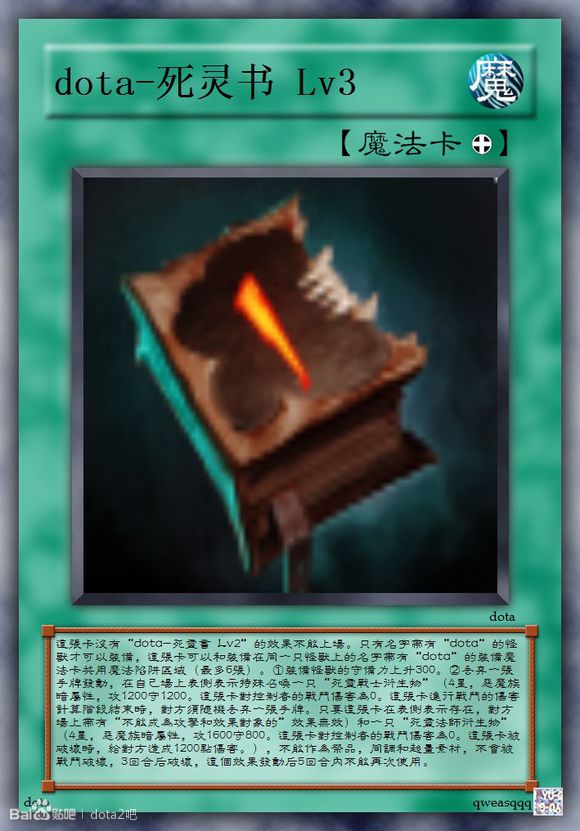 dota-死灵书 Lv3
魔
【魔法卡 】
dota
這張卡沒有“dota-死靈書 Lv2”的效果不能上場。只有名字帶有“dota”的怪
獸才可以裝備，這張卡可以和裝備在同一只怪獸上的名字帶有“dota”的裝備魔
法卡共用魔法陷阱區域（最多6張）。①裝備怪獸的守備力上升300。②丟弃一張
手牌發動，在自己場上表側表示特殊召喚一只“死靈戰士衍生物”（4星，惡魔族
暗屬性，攻1200守1200。這張卡對控制者的戰鬥傷害為0。這張卡進行戰鬥的傷害
計算階段結束時，對方須隨機丟弃一張手牌。只要這張卡在表側表示存在，對方
場上帶有“不能成為攻擊和效果對象的”效果無效）和一只“死靈法師衍生物”
（4星，惡魔族暗屬性，攻1600守800。這張卡對控制者的戰鬥傷害為0。這張卡被
破壞時，給對方造成1200點傷害。），不能作為祭品，同調和超量素材，不會被
戰鬥破壞，3回合后破壞，這個效果發動后5回合內不能再次使用。
dota
qweasqqq
Bai 贴吧 | dota2吧